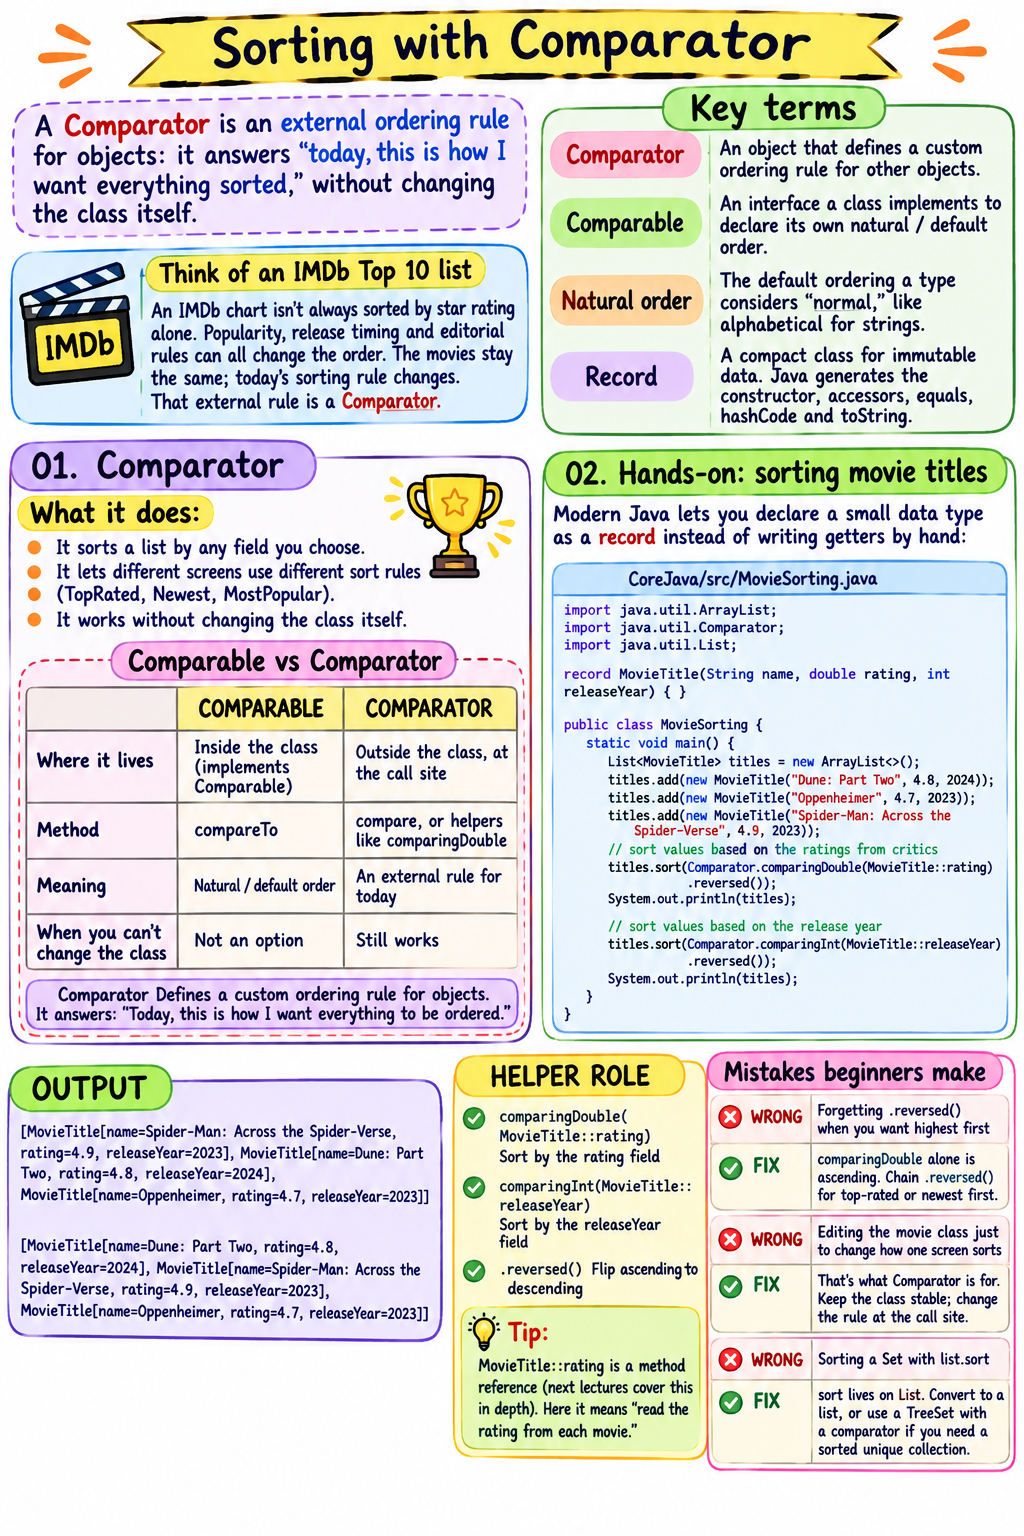 Sorting with Comparator
A Comparator is an external ordering rule
for objects: it answers “today, this is how I
want everything sorted,” without changing
the class itself.
Think of an IMDb Top 10 list
IMDb
An IMDb chart isn't always sorted by star rating
alone. Popularity, release timing and editorial
rules can all change the order. The movies stay
the same; today's sorting rule changes.
That external rule is a Comparator.
Key terms
Comparator
An object that defines a custom
ordering rule for other objects.
Comparable
An interface a class implements to
declare its own natural / default
order.
Natural order
The default ordering a type
considers “normal,” like
alphabetical for strings.
Record
A compact class for immutable
data. Java generates the
constructor, accessors, equals,
hashCode and toString.
01. Comparator
What it does:
It sorts a list by any field you choose.
It lets different screens use different sort rules
(TopRated, Newest, MostPopular).
It works without changing the class itself.
Comparable vs Comparator
COMPARABLE
COMPARATOR
Where it lives
Inside the class
(implements
Comparable)
Outside the class, at
the call site
Method
compareTo
compare, or helpers
like comparingDouble
Meaning
Natural / default order
An external rule for
today
When you can't
change the class
Not an option
Still works
Comparator Defines a custom ordering rule for objects.
It answers: “Today, this is how I want everything to be ordered.”
02. Hands-on: sorting movie titles
Modern Java lets you declare a small data type
as a record instead of writing getters by hand:
CoreJava/src/MovieSorting.java
import java.util.ArrayList;
import java.util.Comparator;
import java.util.List;
record MovieTitle(String name, double rating, int
releaseYear) { }
public class MovieSorting {
static void main() {
List<MovieTitle> titles = new ArrayList<>();
titles.add(new MovieTitle("Dune: Part Two", 4.8, 2024));
titles.add(new MovieTitle("Oppenheimer", 4.7, 2023));
titles.add(new MovieTitle("Spider-Man: Across the
Spider-Verse", 4.9, 2023));
// sort values based on the ratings from critics
titles.sort(Comparator.comparingDouble(MovieTitle::rating)
.reversed());
System.out.println(titles);
// sort values based on the release year
titles.sort(Comparator.comparingInt(MovieTitle::releaseYear)
.reversed());
System.out.println(titles);
}
}
OUTPUT
[MovieTitle[name=Spider-Man: Across the Spider-Verse,
rating=4.9, releaseYear=2023], MovieTitle[name=Dune: Part
Two, rating=4.8, releaseYear=2024],
MovieTitle[name=Oppenheimer, rating=4.7, releaseYear=2023]]
[MovieTitle[name=Dune: Part Two, rating=4.8,
releaseYear=2024], MovieTitle[name=Spider-Man: Across the
Spider-Verse, rating=4.9, releaseYear=2023],
MovieTitle[name=Oppenheimer, rating=4.7, releaseYear=2023]]
HELPER ROLE
comparingDouble(
MovieTitle::rating)
Sort by the rating field
comparingInt(MovieTitle::
releaseYear)
Sort by the releaseYear
field
.reversed() Flip ascending to
descending
Tip:
MovieTitle::rating is a method
reference (next lectures cover this
in depth). Here it means “read the
rating from each movie.”
Mistakes beginners make
WRONG
Forgetting .reversed()
when you want highest first
FIX
comparingDouble alone is
ascending. Chain .reversed()
for top-rated or newest first.
WRONG
Editing the movie class just
to change how one screen sorts
FIX
That's what Comparator is for.
Keep the class stable; change
the rule at the call site.
WRONG
Sorting a Set with list.sort
FIX
sort lives on List. Convert to a
list, or use a TreeSet with
a comparator if you need a
sorted unique collection.